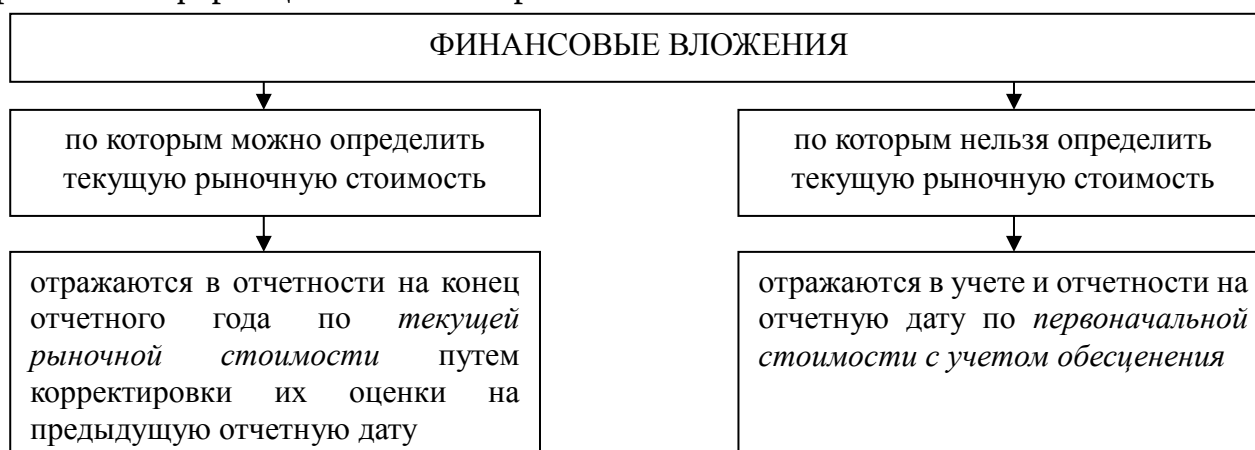 ФИНАНСОВЫЕ ВЛОЖЕНИЯ
по которым можно определить
текущую рыночную стоимость
по которым нельзя определить
текущую рыночную стоимость
отражаются в отчетности на конец
отчетного года по текущей
рыночной стоимости путем
корректировки их оценки на
предыдущую отчетную дату
отражаются в учете и отчетности на
отчетную дату по первоначальной
стоимости с учетом обесценения